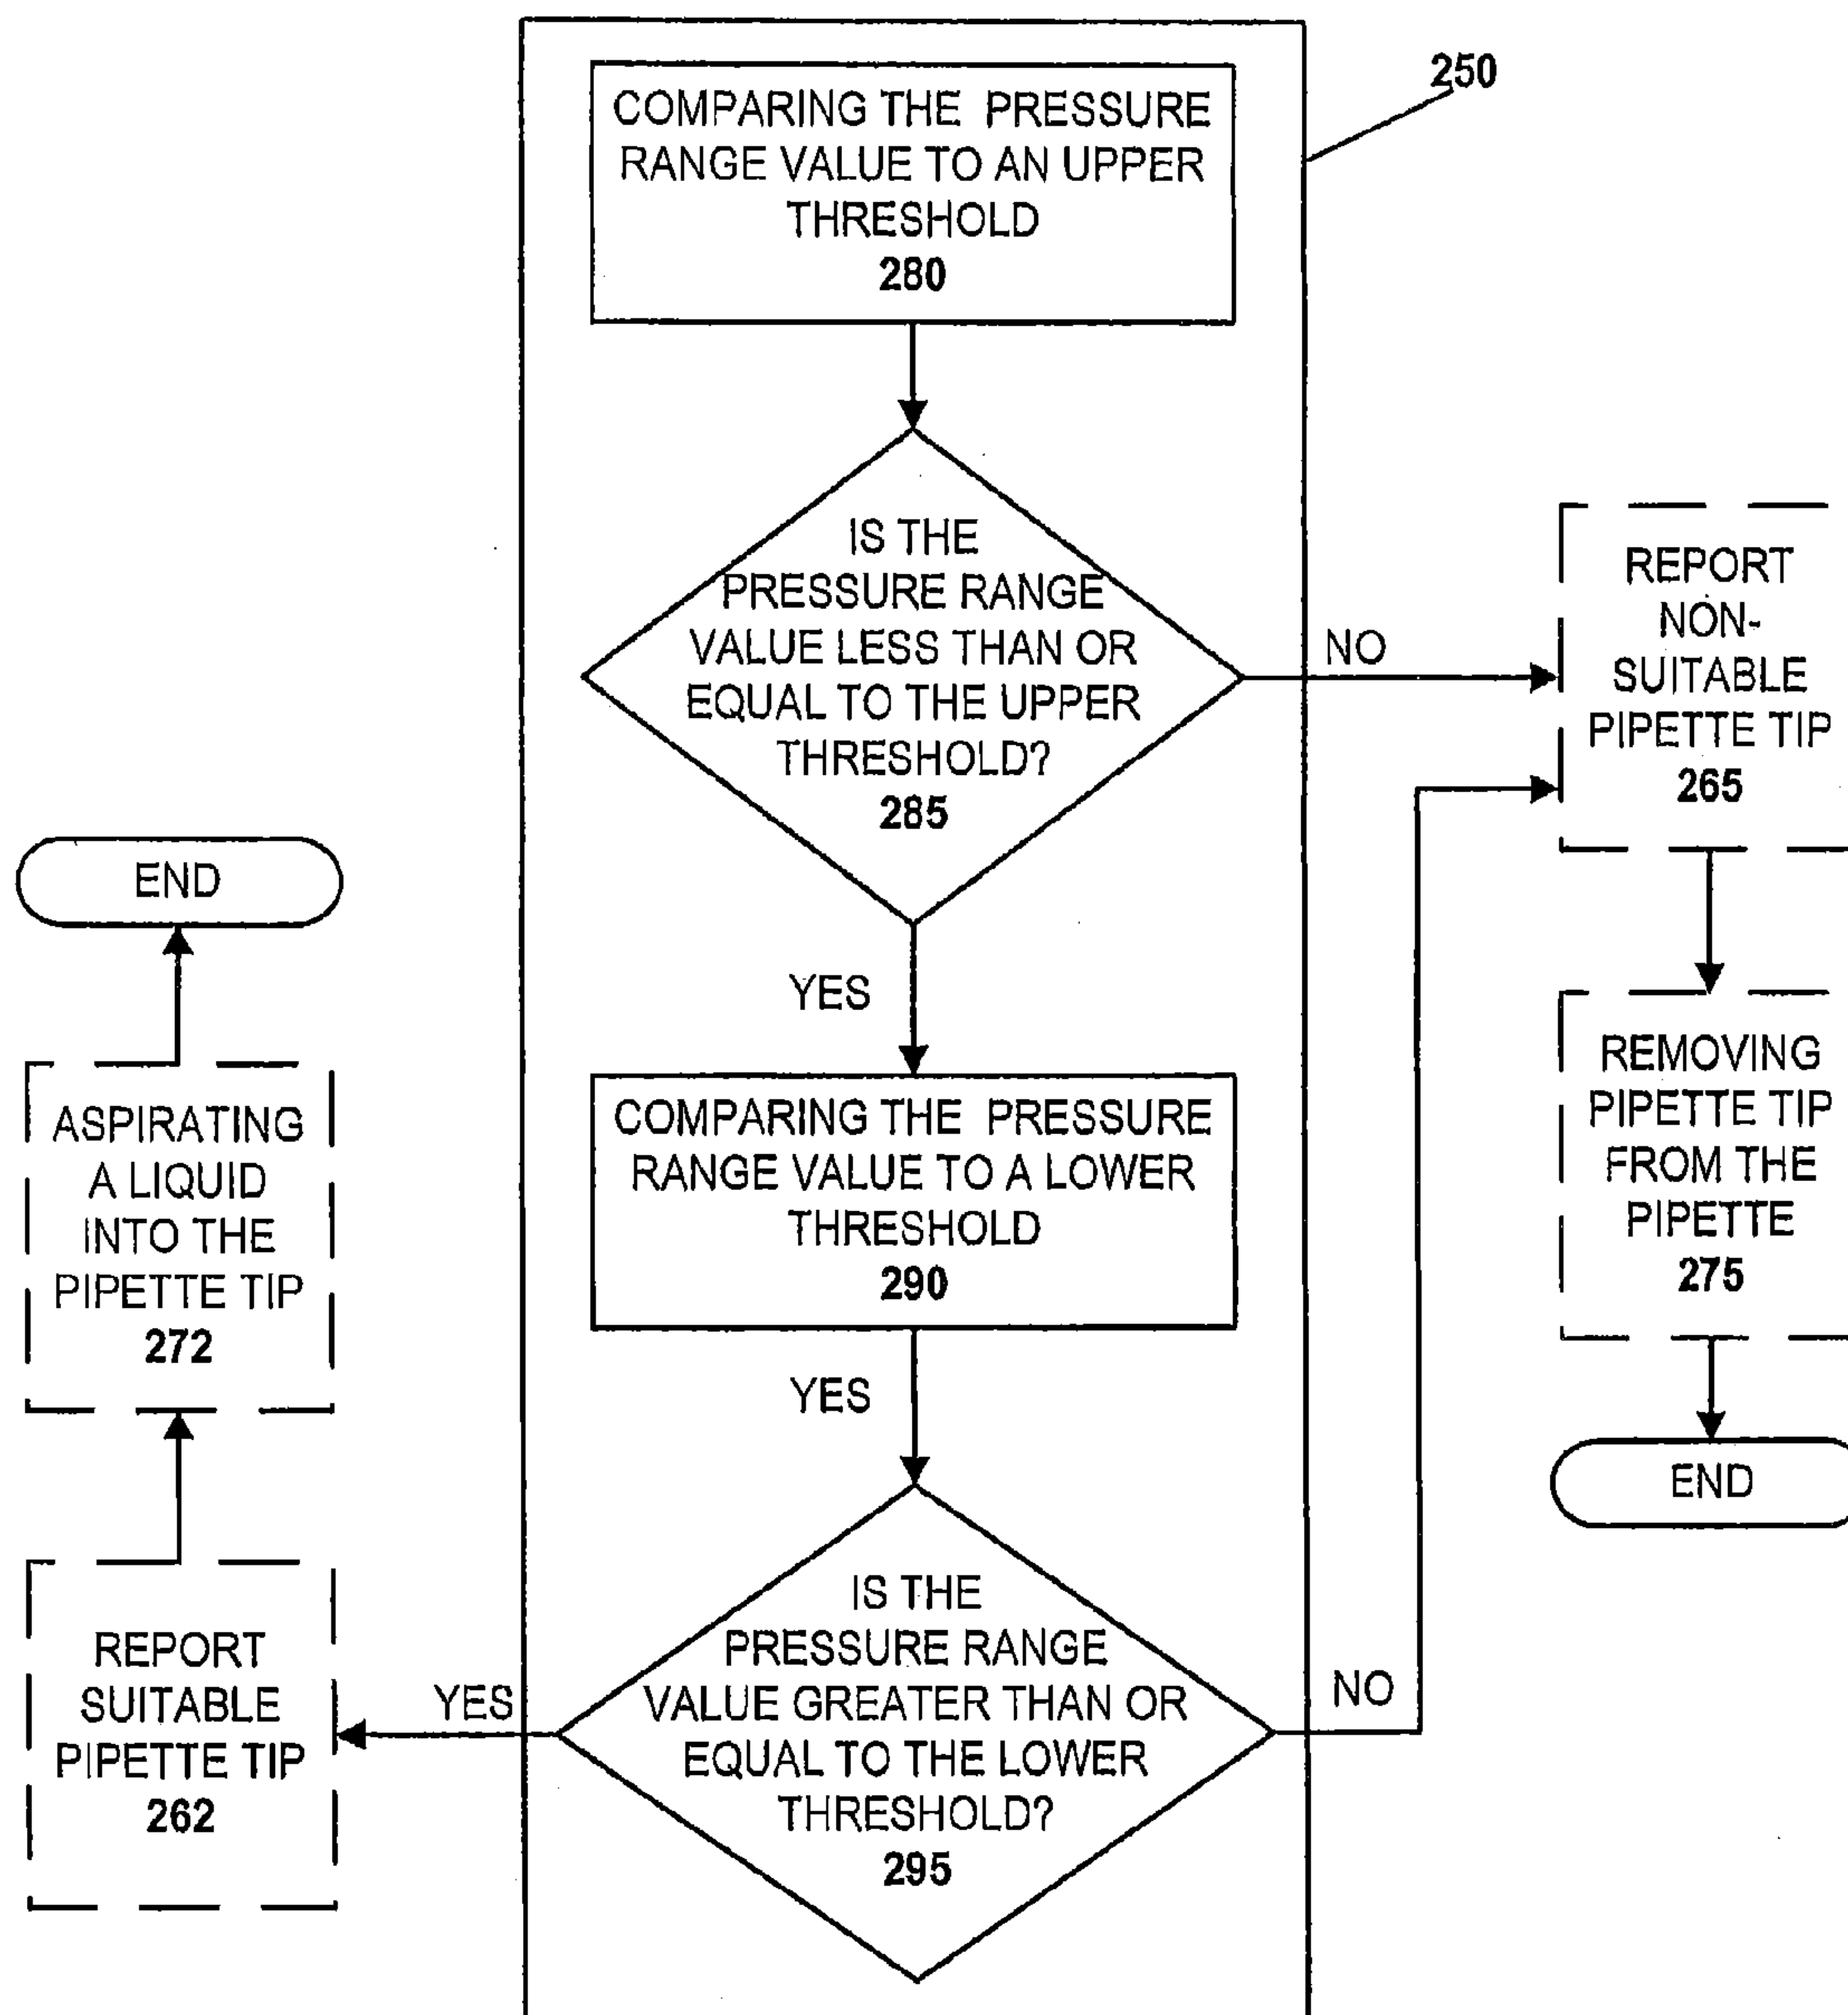 250
COMPARING THE PRESSURE
RANGE VALUE TO AN UPPER
THRESHOLD
280
IS THE
PRESSURE RANGE
VALUE LESS THAN OR
EQUAL TO THE UPPER
THRESHOLD?
285
NO
REPORT
NON-
SUITABLE
PIPETTE TIP
265
YES
COMPARING THE PRESSURE
RANGE VALUE TO A LOWER
THRESHOLD
290
REMOVING
PIPETTE TIP
FROM THE
PIPETTE
275
END
YES
IS THE
PRESSURE RANGE
VALUE GREATER THAN OR
EQUAL TO THE LOWER
THRESHOLD?
295
NO
YES
REPORT
SUITABLE
PIPETTE TIP
262
ASPIRATING
A LIQUID
INTO THE
PIPETTE TIP
272
END